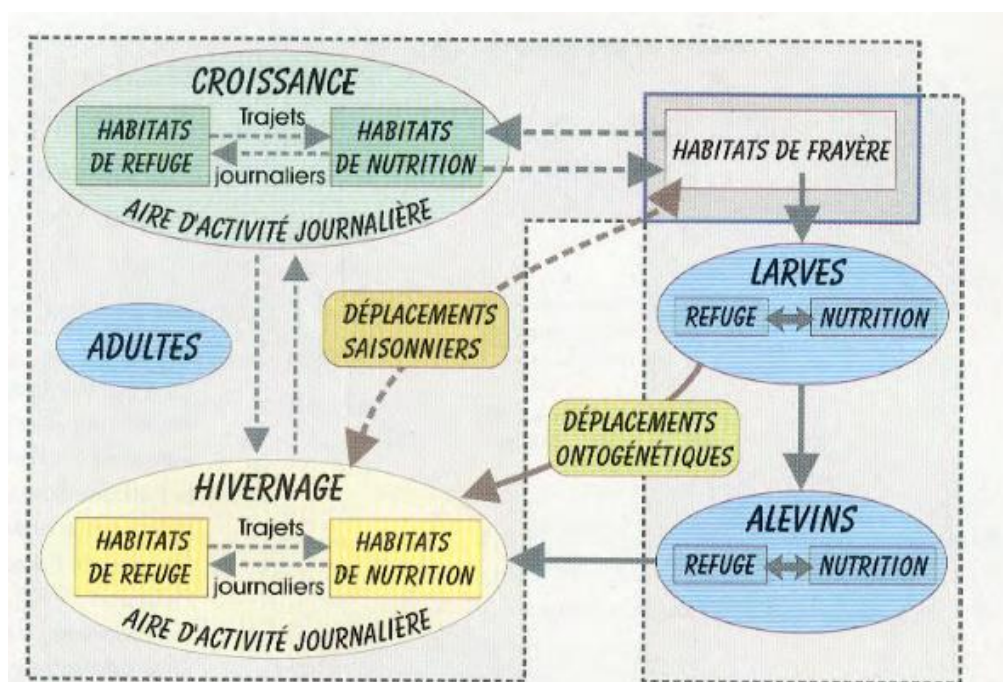 CROISSANCE
HABITATS
DE REFUGE
Trajets
journaliers
HABITATS
DE NUTRITION
AIRE D'ACTIVITÉ JOURNALIÈRE
HABITATS DE FRAYÈRE
LARVES
REFUGE
NUTRITION
DÉPLACEMENTS
SAISONNIERS
ADULTES
DÉPLACEMENTS
ONTOGÉNÉTIQUES
HIVERNAGE
HABITATS
DE REFUGE
Trajets
journaliers
HABITATS
DE NUTRITION
AIRE D'ACTIVITÉ JOURNALIÈRE
ALEVINS
REFUGE
NUTRITION